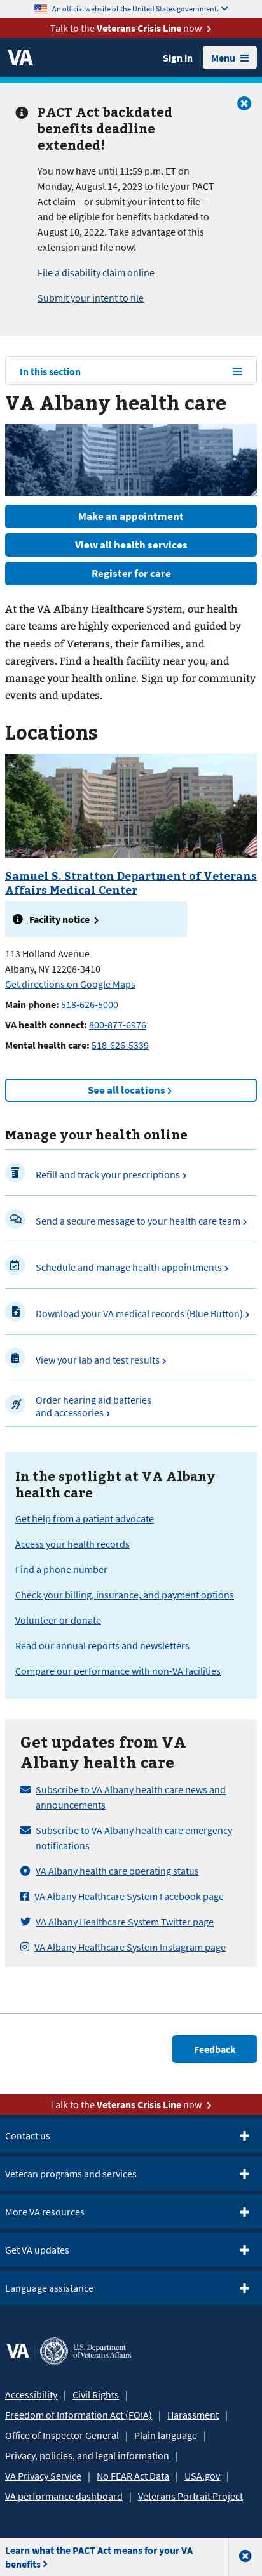 An official website of the United States government.
Talk to the Veterans Crisis Line now
VA
Sign in
Menu
PACT Act backdated
benefits deadline
extended!
You now have until 11:59 p.m. ET on
Monday, August 14, 2023 to file your PACT
Act claim—or submit your intent to file—
and be eligible for benefits backdated to
August 10, 2022. Take advantage of this
extension and file now!
File a disability claim online
Submit your intent to file
In this section
VA Albany health care
Make an appointment
View all health services
Register for care
At the VA Albany Healthcare System, our health
care teams are highly experienced and guided by
the needs of Veterans, their families, and
caregivers. Find a health facility near you, and
manage your health online. Sign up for community
events and updates.
Locations
Samuel S. Stratton Department of Veterans
Affairs Medical Center
Facility notice
113 Holland Avenue
Albany, NY 12208-3410
Get directions on Google Maps
Main phone: 518-626-5000
VA health connect: 800-877-6976
Mental health care: 518-626-5339
See all locations
Manage your health online
Refill and track your prescriptions
Send a secure message to your health care team
Schedule and manage health appointments
Download your VA medical records (Blue Button)
View your lab and test results
Order hearing aid batteries
and accessories
In the spotlight at VA Albany
health care
Get help from a patient advocate
Access your health records
Find a phone number
Check your billing, insurance, and payment options
Volunteer or donate
Read our annual reports and newsletters
Compare our performance with non-VA facilities
Get updates from VA
Albany health care
Subscribe to VA Albany health care news and
announcements
Subscribe to VA Albany health care emergency
notifications
VA Albany health care operating status
VA Albany Healthcare System Facebook page
VA Albany Healthcare System Twitter page
VA Albany Healthcare System Instagram page
Feedback
Talk to the Veterans Crisis Line now
Contact us
Veteran programs and services
More VA resources
Get VA updates
Language assistance
VA | U.S. Department
of Veterans Affairs
Accessibility | Civil Rights |
Freedom of Information Act (FOIA) | Harassment |
Office of Inspector General | Plain language |
Privacy, policies, and legal information |
VA Privacy Service | No FEAR Act Data | USA.gov |
VA performance dashboard | Veterans Portrait Project
Learn what the PACT Act means for your VA
benefits